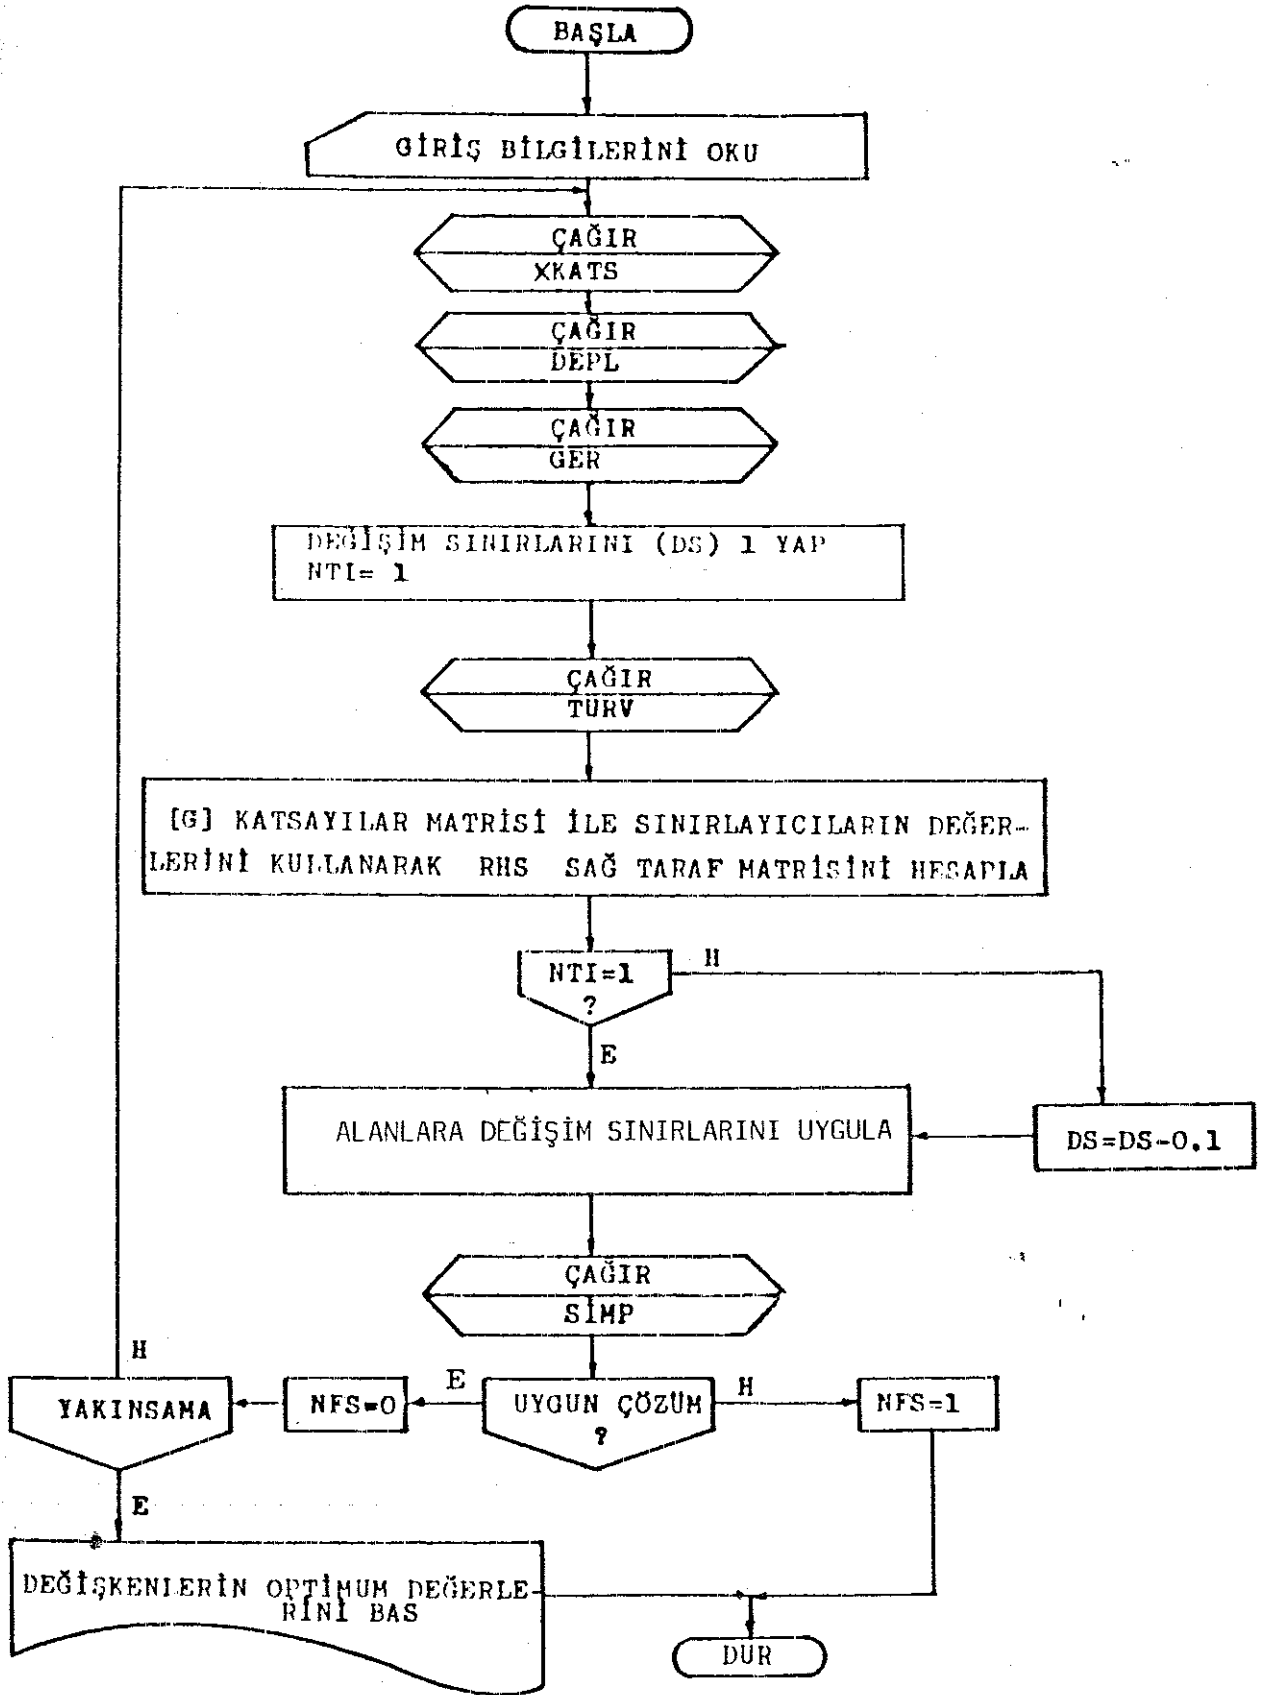 BAŞLA
GİRİŞ BİLGİLERİNİ OKU
ÇAĞIR
XKATS
ÇAĞIR
DEPL
ÇAĞIR
GER
DEĞİŞİM SINIRLARINI (DS) 1 YAP
NTI= 1
ÇAĞIR
TURV
[G] KATSAYILAR MATRİSİ İLE SINIRLAYICILARIN DEĞER-
LERİNİ KULLANARAK RHS SAĞ TARAF MATRİSİNİ HESAPLA
NTI=1
?
H
E
ALANLARA DEĞİŞİM SINIRLARINI UYGULA
DS=DS-0.1
ÇAĞIR
SİMP
H
YAKINSAMA
NFS=0
E
UYGUN ÇÖZÜM
?
H
NFS=1
E
DEĞİŞKENLERİN OPTİMUM DEĞERLE-
RİNİ BAS
DUR